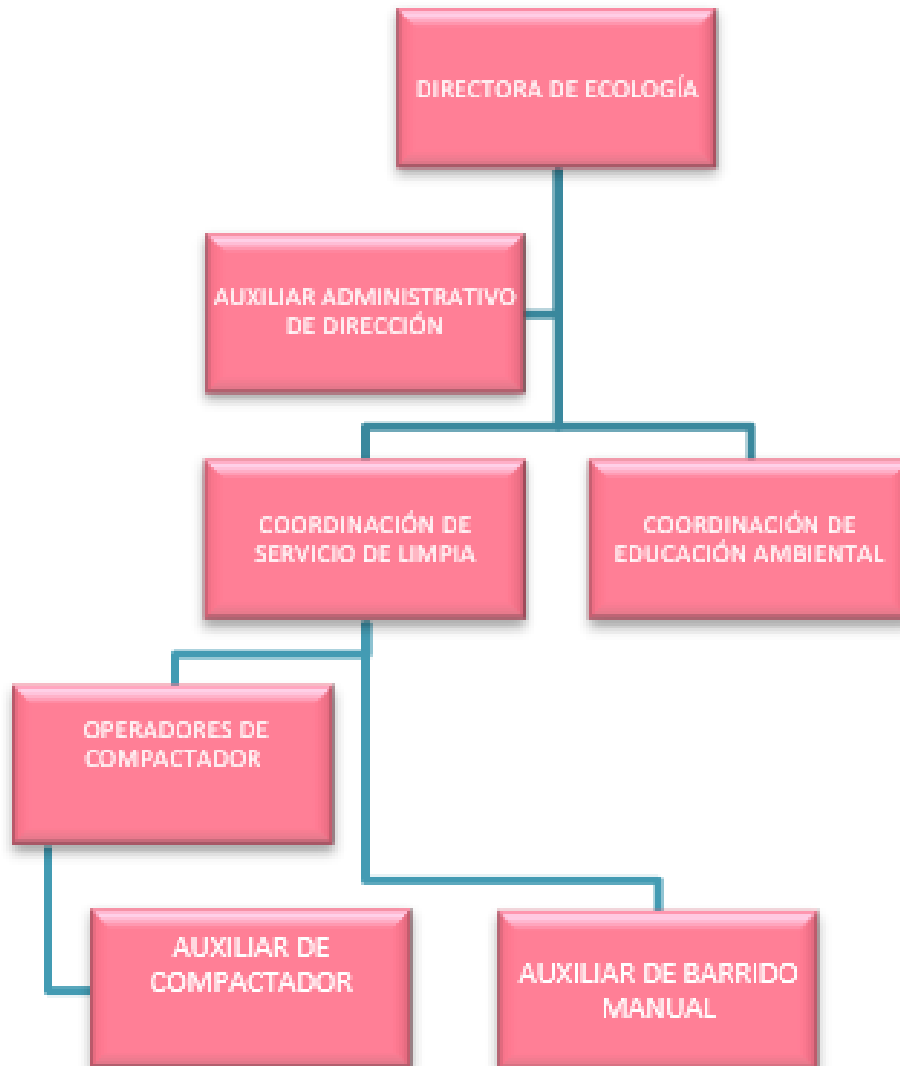 DIRECTORA DE ECOLOGÍA
AUXILIAR ADMINISTRATIVO
DE DIRECCIÓN
COORDINACIÓN DE
SERVICIO DE LIMPIA
COORDINACIÓN DE
EDUCACIÓN AMBIENTAL
OPERADORES DE
COMPACTADOR
AUXILIAR DE
COMPACTADOR
AUXILIAR DE BARRIDO
MANUAL